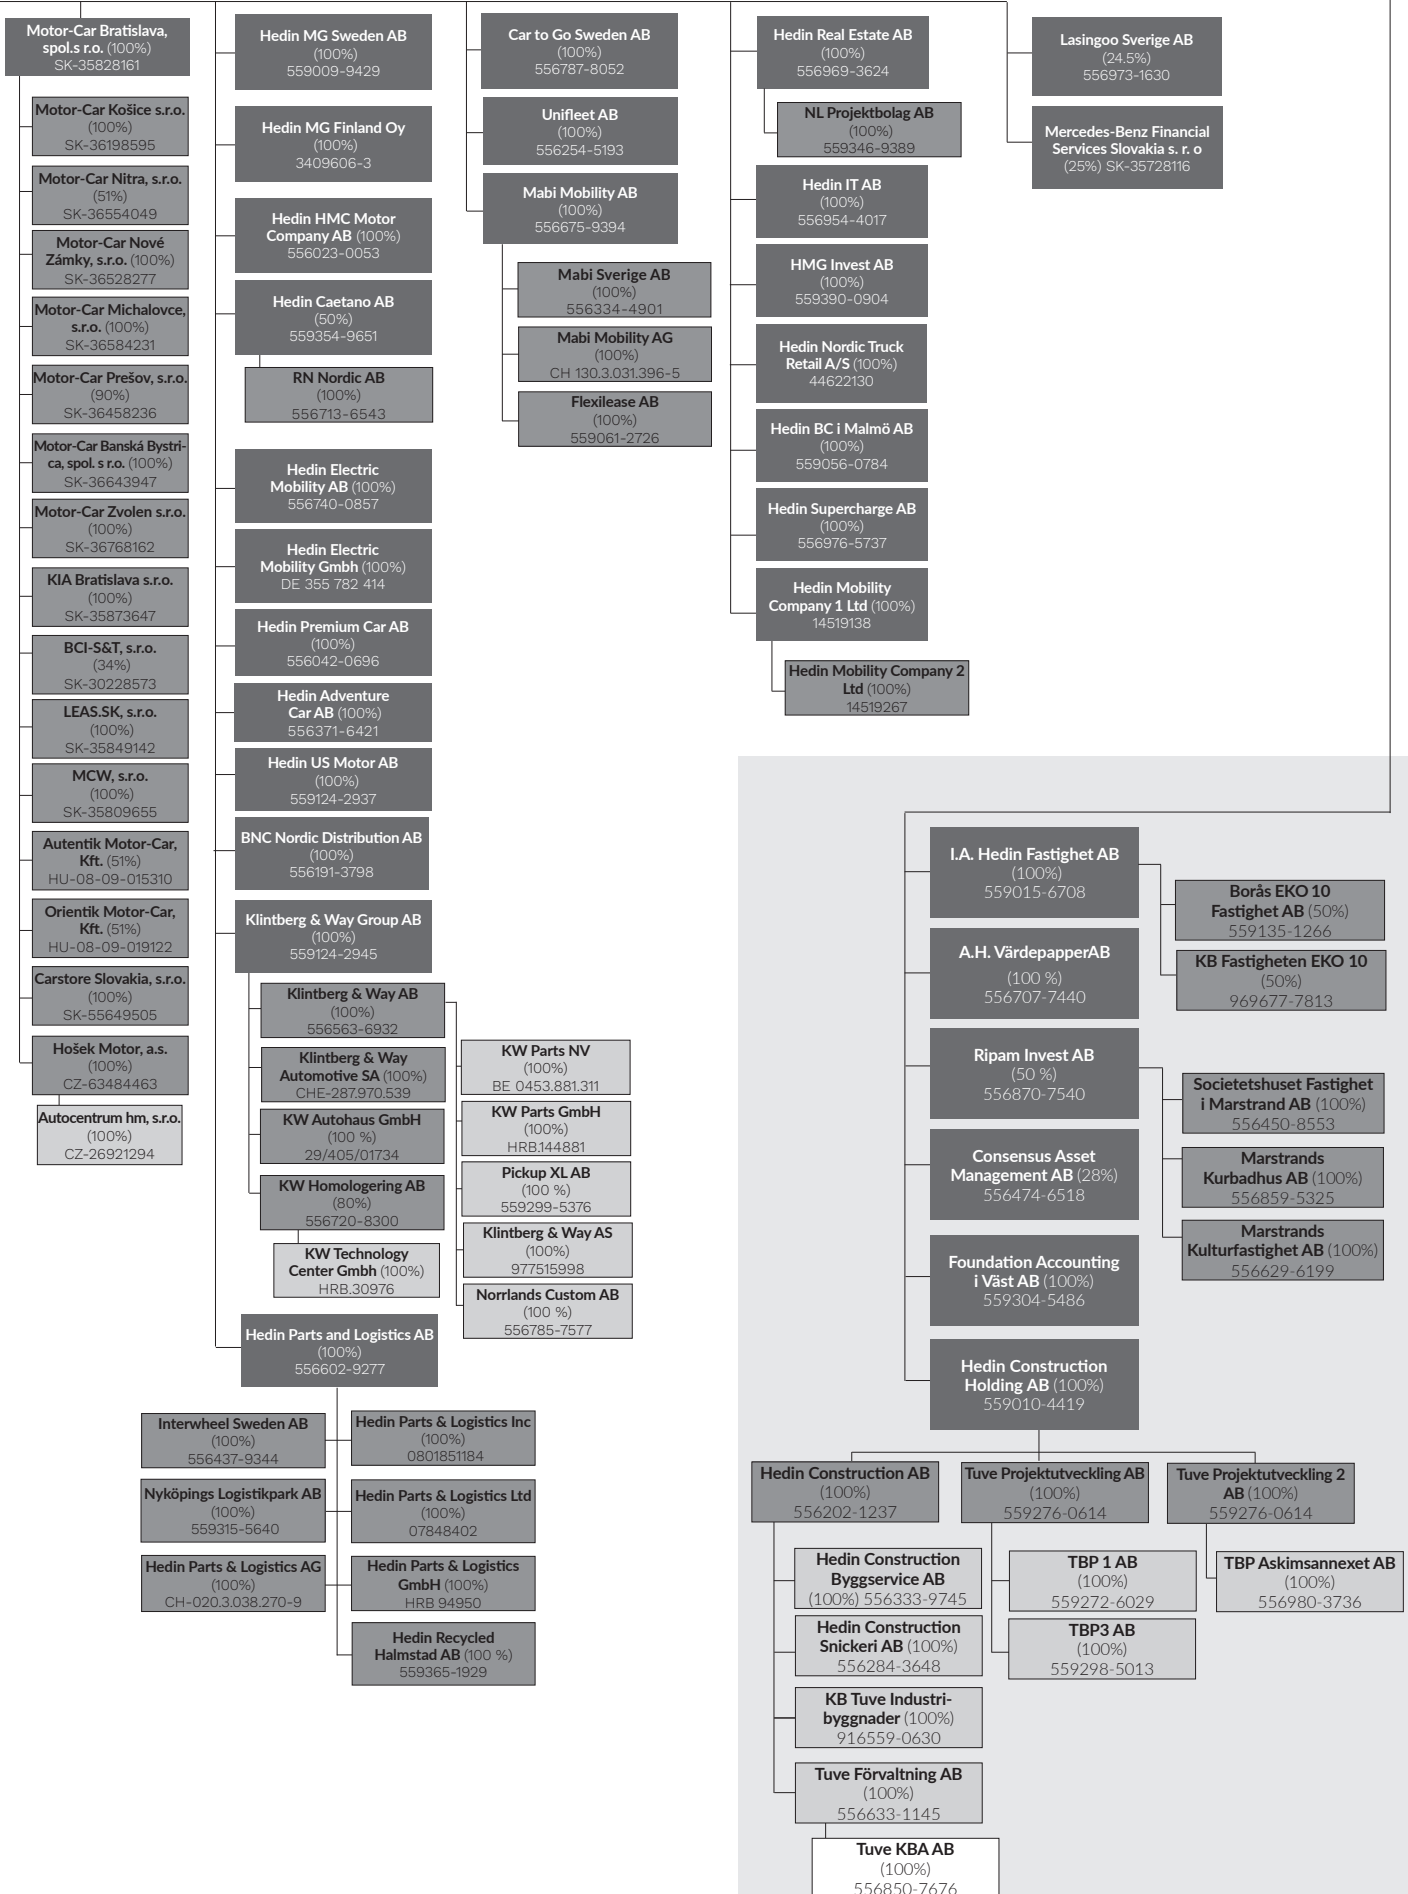 Motor-Car Bratislava,
spol.s r.o. (100%)
SK-35828161
Motor-Car Košice s.r.o.
(100%)
SK-36198595
Motor-Car Nitra, s.r.o.
(51%)
SK-36554049
Motor-Car Nové
Zámky, s.r.o. (100%)
SK-36528277
Motor-Car Michalovce,
s.r.o. (100%)
SK-36584231
Motor-Car Prešov, s.r.o.
(90%)
SK-36458236
Motor-Car Banská Bystri-
ca, spol. s r.o. (100%)
SK-36643947
Motor-Car Zvolen s.r.o.
(100%)
SK-36768162
KIA Bratislava s.r.o.
(100%)
SK-35873647
BCI-S&T, s.r.o.
(34%)
SK-30228573
LEAS.SK, s.r.o.
(100%)
SK-35849142
MCW, s.r.o.
(100%)
SK-35809655
Autentik Motor-Car,
Kft. (51%)
HU-08-09-015310
Orientik Motor-Car,
Kft. (51%)
HU-08-09-019122
Carstore Slovakia, s.r.o.
(100%)
SK-55649505
Hošek Motor, a.s.
(100%)
CZ-63484463
Autocentrum hm, s.r.o.
(100%)
CZ-26921294
Hedin MG Sweden AB
(100%)
559009-9429
Hedin MG Finland Oy
(100%)
3409606-3
Hedin HMC Motor
Company AB (100%)
556023-0053
Hedin Caetano AB
(50%)
559354-9651
RN Nordic AB
(100%)
556713-6543
Hedin Electric
Mobility AB (100%)
556740-0857
Hedin Electric
Mobility Gmbh (100%)
DE 355 782 414
Hedin Premium Car AB
(100%)
556042-0696
Hedin Adventure
Car AB (100%)
556371-6421
Hedin US Motor AB
(100%)
559124-2937
BNC Nordic Distribution AB
(100%)
556191-3798
Klintberg & Way Group AB
(100%)
559124-2945
Klintberg & Way AB
(100%)
556563-6932
Klintberg & Way
Automotive SA (100%)
CHE-287.970.539
KW Autohaus GmbH
(100 %)
29/405/01734
KW Homologering AB
(80%)
556720-8300
KW Technology
Center Gmbh (100%)
HRB.30976
KW Parts NV
(100%)
BE 0453.881.311
KW Parts GmbH
(100%)
HRB.144881
Pickup XL AB
(100 %)
559299-5376
Klintberg & Way AS
(100%)
977515998
Norrlands Custom AB
(100 %)
556785-7577
Hedin Parts and Logistics AB
(100%)
556602-9277
Interwheel Sweden AB
(100%)
556437-9344
Hedin Parts & Logistics Inc
(100%)
0801851184
Nyköpings Logistikpark AB
(100%)
559315-5640
Hedin Parts & Logistics Ltd
(100%)
07848402
Hedin Parts & Logistics AG
(100%)
CH-020.3.038.270-9
Hedin Parts & Logistics
GmbH (100%)
HRB 94950
Hedin Recycled
Halmstad AB (100 %)
559365-1929
Car to Go Sweden AB
(100%)
556787-8052
Unifleet AB
(100%)
556254-5193
Mabi Mobility AB
(100%)
556675-9394
Mabi Sverige AB
(100%)
556334-4901
Mabi Mobility AG
(100%)
CH 130.3.031.396-5
Flexilease AB
(100%)
559061-2726
Hedin Real Estate AB
(100%)
556969-3624
NL Projektbolag AB
(100%)
559346-9389
Hedin IT AB
(100%)
556954-4017
HMG Invest AB
(100%)
559390-0904
Hedin Nordic Truck
Retail A/S (100%)
44622130
Hedin BC i Malmö AB
(100%)
559056-0784
Hedin Supercharge AB
(100%)
556976-5737
Hedin Mobility
Company 1 Ltd (100%)
14519138
Hedin Mobility Company 2
Ltd (100%)
14519267
Lasingoo Sverige AB
(24.5%)
556973-1630
Mercedes-Benz Financial
Services Slovakia s. r. o
(25%) SK-35728116
I.A. Hedin Fastighet AB
(100%)
559015-6708
Borås EKO 10
Fastighet AB (50%)
559135-1266
KB Fastigheten EKO 10
(50%)
969677-7813
A.H. VärdepapperAB
(100 %)
556707-7440
Ripam Invest AB
(50 %)
556870-7540
Societetshuset Fastighet
i Marstrand AB (100%)
556450-8553
Marstrands
Kurbadhus AB (100%)
556859-5325
Marstrands
Kulturfastighet AB (100%)
556629-6199
Consensus Asset
Management AB (28%)
556474-6518
Foundation Accounting
i Väst AB (100%)
559304-5486
Hedin Construction
Holding AB (100%)
559010-4419
Hedin Construction AB
(100%)
556202-1237
Hedin Construction
Byggservice AB
(100%) 556333-9745
Hedin Construction
Snickeri AB (100%)
556284-3648
KB Tuve Industri-
byggnader (100%)
916559-0630
Tuve Förvaltning AB
(100%)
556633-1145
Tuve KBA AB
(100%)
556850-7676
Tuve Projektutveckling AB
(100%)
559276-0614
TBP 1 AB
(100%)
559272-6029
TBP3 AB
(100%)
559298-5013
Tuve Projektutveckling 2
AB (100%)
559276-0614
TBP Askimsannexet AB
(100%)
556980-3736